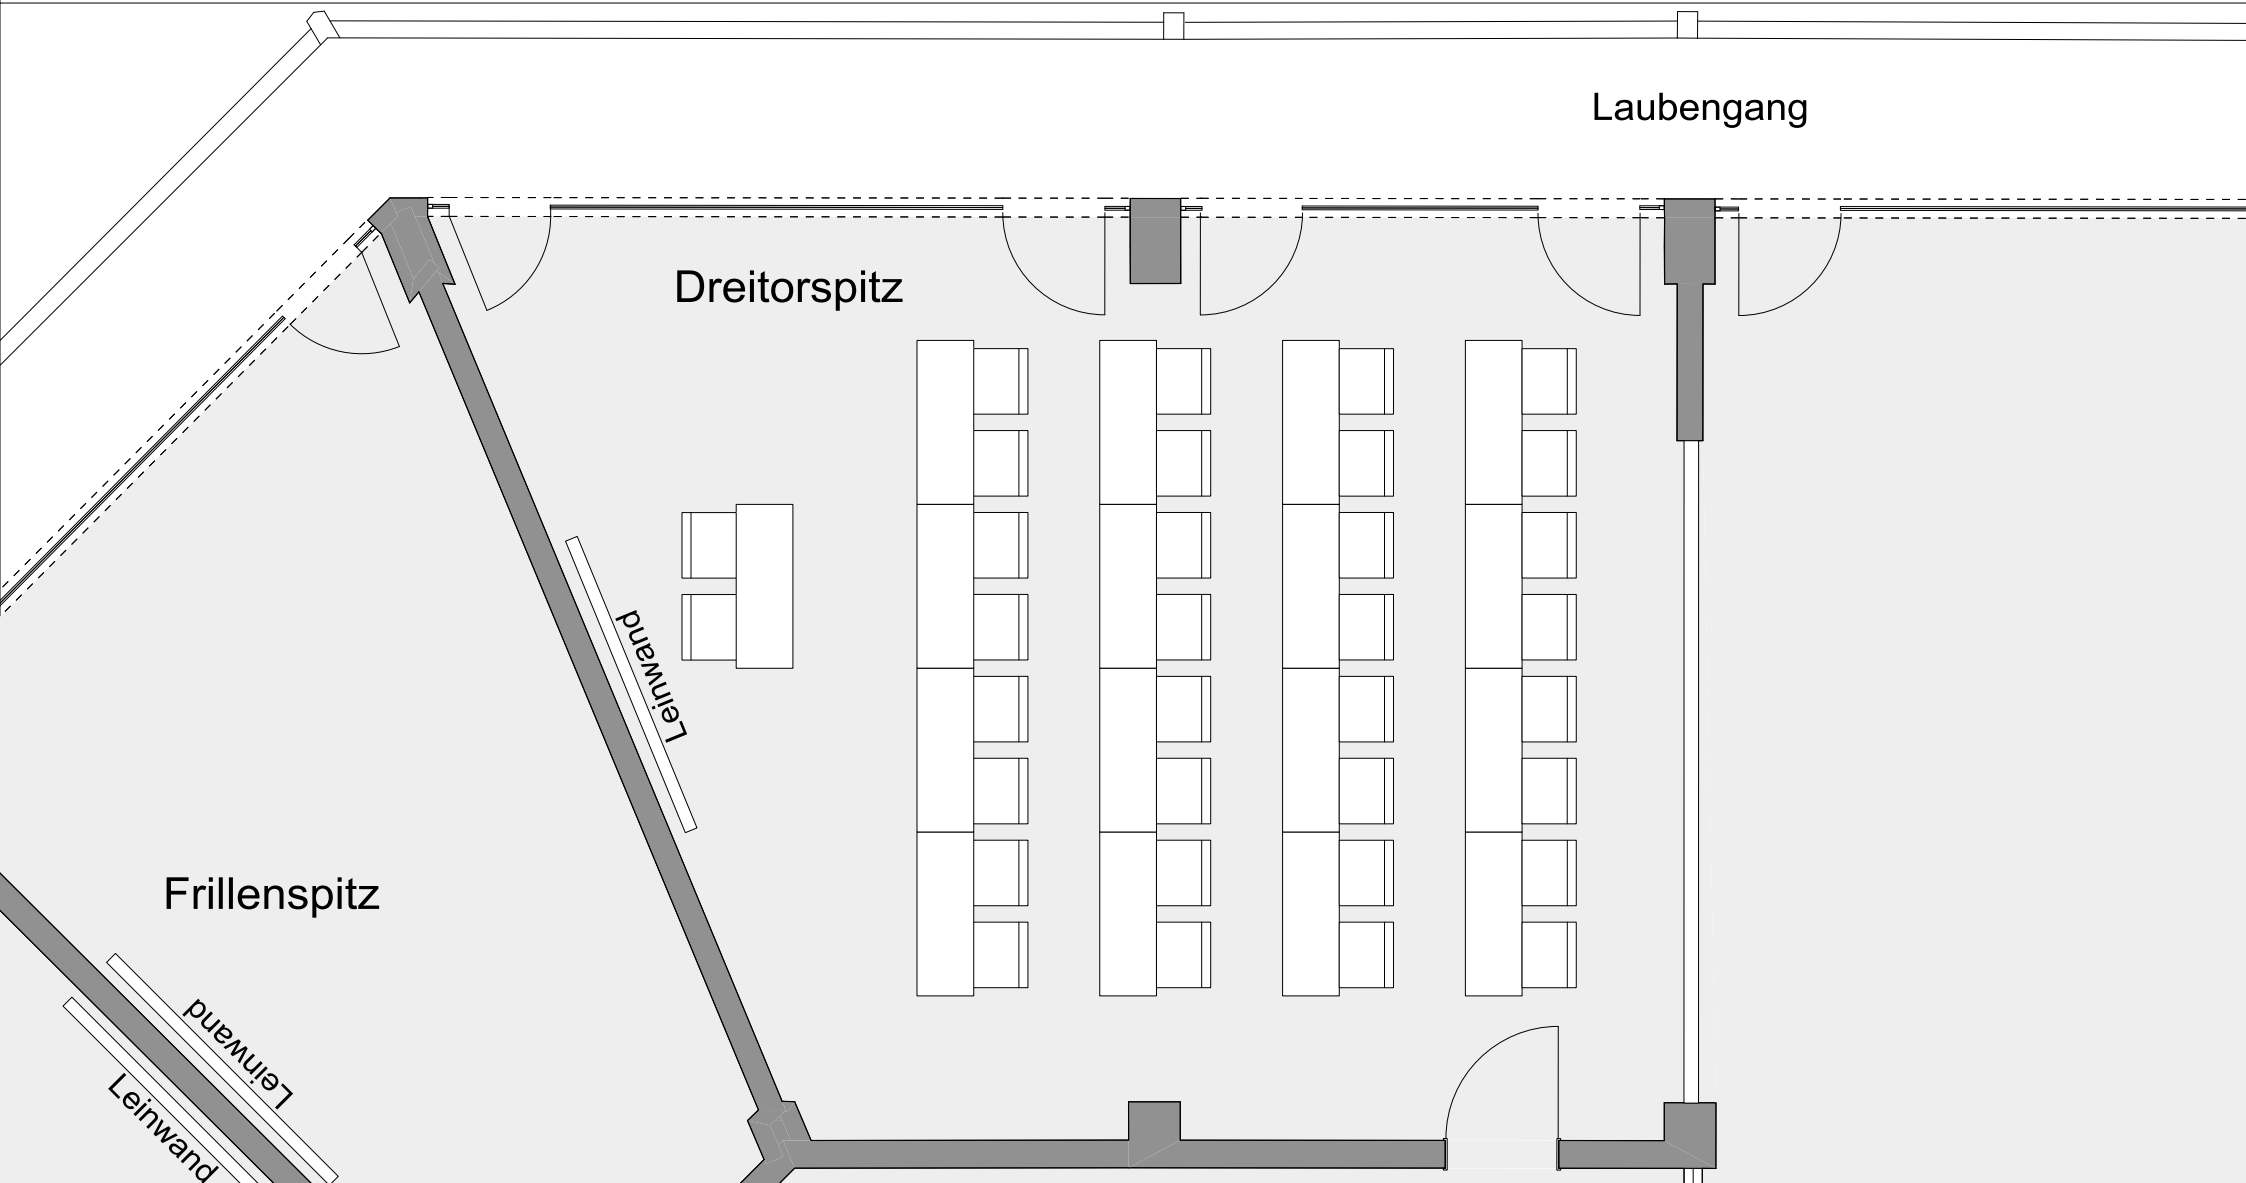 Laubengang
Dreitorspitz
Leinwand
Frillenspitz
Leinwand
Leinwand